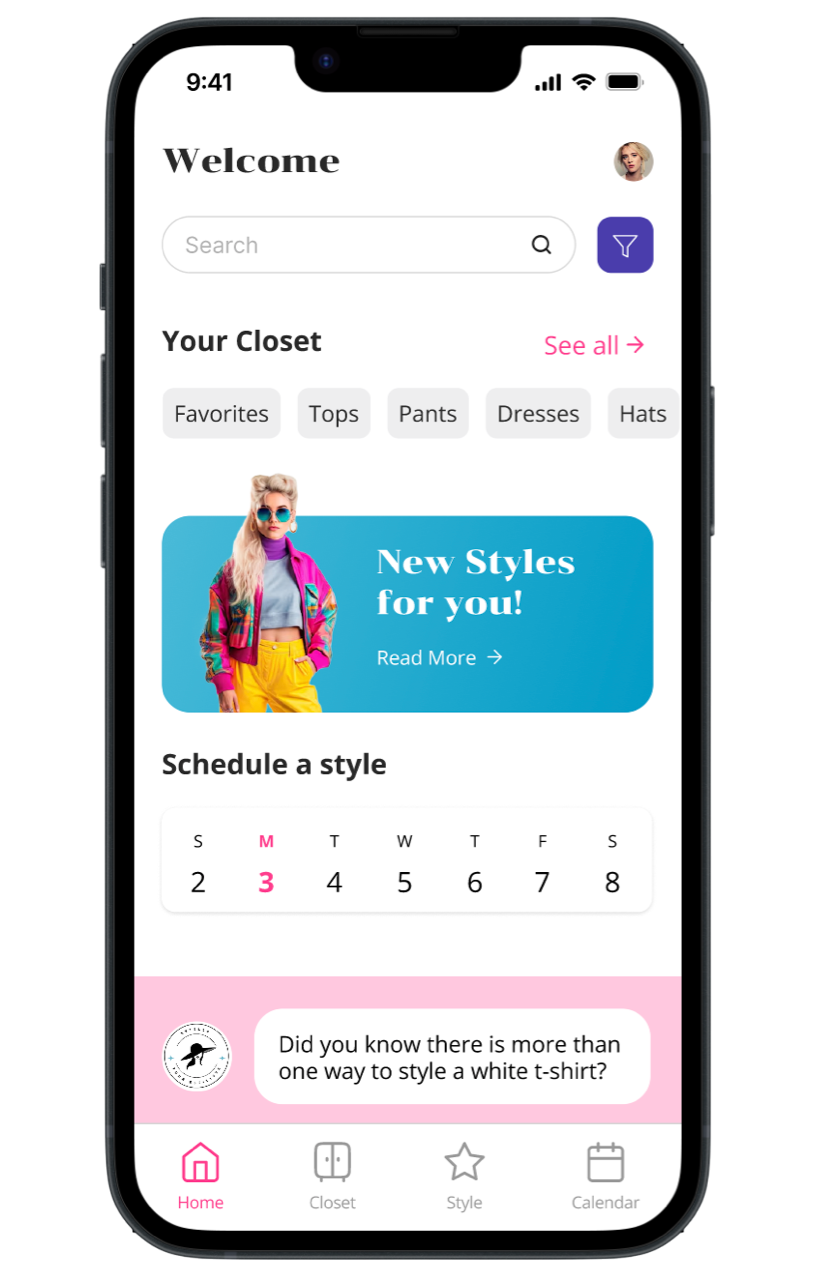 9:41
Welcome
Search
Your Closet
See all →
Favorites Tops Pants Dresses Hats
New Styles
for you!
Read More →
Schedule a style
S M T W T F S
2 3 4 5 6 7 8
Did you know there is more than
one way to style a white t-shirt?
Home Closet Style Calendar